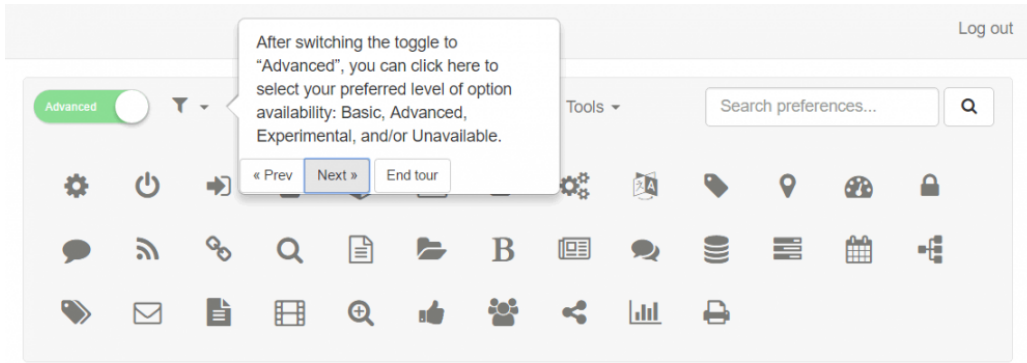 Log out
After switching the toggle to
“Advanced”, you can click here to
select your preferred level of option
availability: Basic, Advanced,
Experimental, and/or Unavailable.
« Prev Next » End tour
Advanced
Tools
Search preferences...